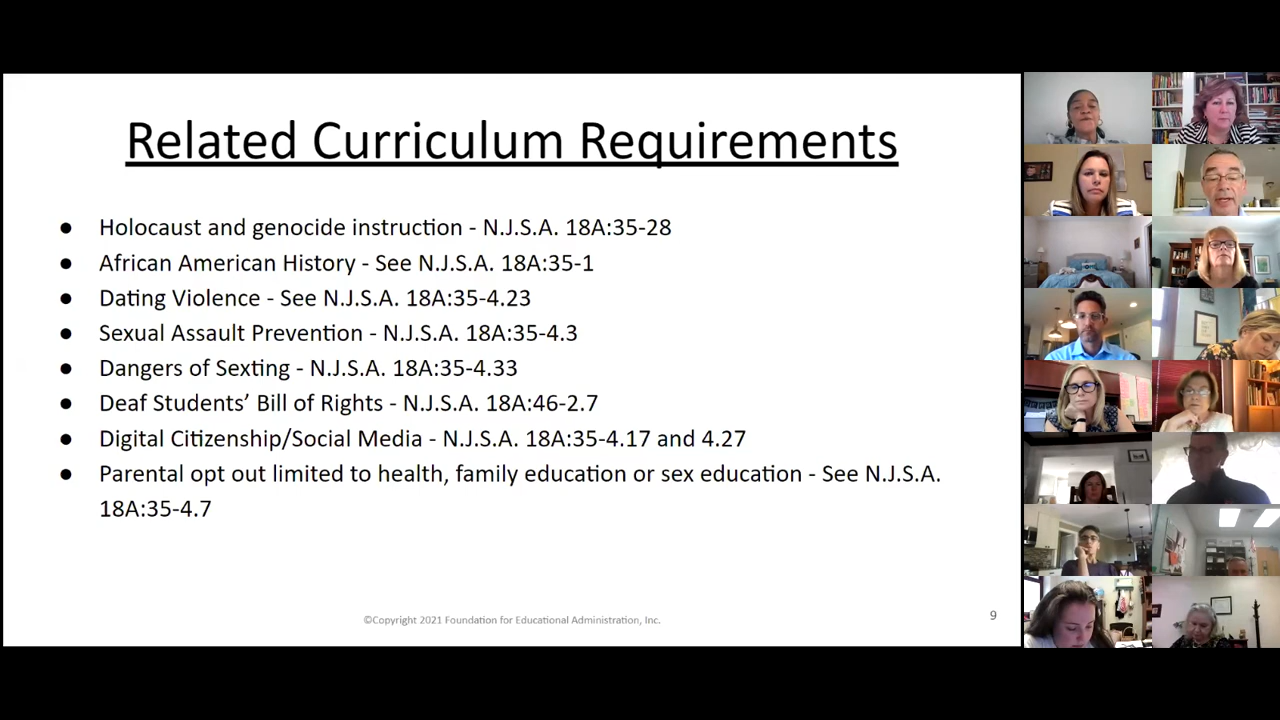 Related Curriculum Requirements
● Holocaust and genocide instruction - N.J.S.A. 18A:35-28
● African American History - See N.J.S.A. 18A:35-1
● Dating Violence - See N.J.S.A. 18A:35-4.23
● Sexual Assault Prevention - N.J.S.A. 18A:35-4.3
● Dangers of Sexting - N.J.S.A. 18A:35-4.33
● Deaf Students’ Bill of Rights - N.J.S.A. 18A:46-2.7
● Digital Citizenship/Social Media - N.J.S.A. 18A:35-4.17 and 4.27
● Parental opt out limited to health, family education or sex education - See N.J.S.A.
18A:35-4.7
©Copyright 2021 Foundation for Educational Administration, Inc.
9